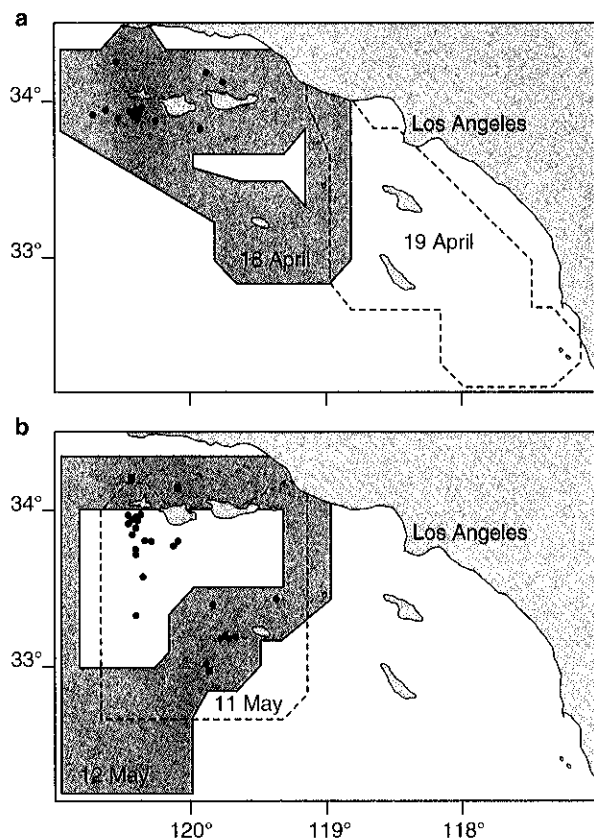 a
34°
Los Angeles
33°
18 April
19 April
b
34°
Los Angeles
33°
11 May
12 May
120°
119°
118°